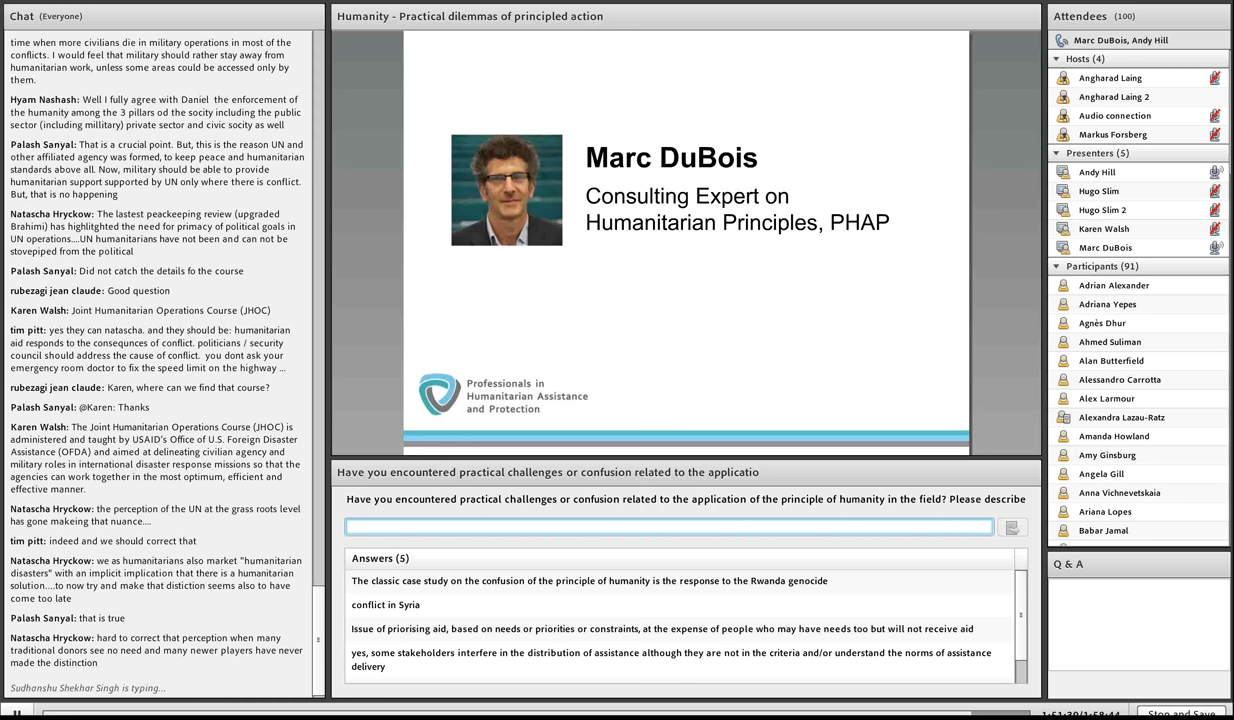 Chat (Everyone)
time when more civilians die in military operations in most of the
conflicts. I would feel that military should rather stay away from
humanitarian work, unless some areas could be accessed only by
them.
Hyam Nashash: Well I fully agree with Daniel the enforcement of
the humanity among the 3 pillars od the socity including the public
sector (including millitary) private sector and civic socity as well
Palash Sanyal: That is a crucial point. But, this is the reason UN and
other affiliated agency was formed, to keep peace and humanitarian
standards above all. Now, military should be able to provide
humanitarian support supported by UN only where there is conflict.
But, that is no happening
Natascha Hryckow: The lastest peackeeping review (upgraded
Brahimi) has highlighted the need for primacy of political goals in
UN operations....UN humanitarians have not been and can not be
stovepiped from the political
Palash Sanyal: Did not catch the details fo the course
rubezagi jean claude: Good question
Karen Walsh: Joint Humanitarian Operations Course (JHOC)
tim pitt: yes they can natascha. and they should be: humanitarian
aid responds to the consequnces of conflict. politicians / security
council should address the cause of conflict. you dont ask your
emergency room doctor to fix the speed limit on the highway ...
rubezagi jean claude: Karen, where can we find that course?
Palash Sanyal: @Karen: Thanks
Karen Walsh: The Joint Humanitarian Operations Course (JHOC) is
administered and taught by USAID's Office of U.S. Foreign Disaster
Assistance (OFDA) and aimed at delineating civilian agency and
military roles in international disaster response missions so that the
agencies can work together in the most optimum, efficient and
effective manner.
Natascha Hryckow: the perception of the UN at the grass roots level
has gone makeing that nuance....
tim pitt: indeed and we should correct that
Natascha Hryckow: we as humanitarians also market "humanitarian
disasters" with an implicit implication that there is a humanitarian
solution....to now try and make that distiction seems also to have
come too late
Palash Sanyal: that is true
Natascha Hryckow: hard to correct that perception when many
traditional donors see no need and many newer players have never
made the distinction
Sudhanshu Shekhar Singh is typing...
Humanity - Practical dilemmas of principled action
Marc DuBois
Consulting Expert on
Humanitarian Principles, PHAP
Professionals in
Humanitarian Assistance
and Protection
Have you encountered practical challenges or confusion related to the applicatio
Have you encountered practical challenges or confusion related to the application of the principle of humanity in the field? Please describe
Answers (5)
The classic case study on the confusion of the principle of humanity is the response to the Rwanda genocide
conflict in Syria
Issue of priorising aid, based on needs or priorities or constraints, at the expense of people who may have needs too but will not receive aid
yes, some stakeholders interfere in the distribution of assistance although they are not in the criteria and/or understand the norms of assistance
delivery
Attendees (100)
Marc DuBois, Andy Hill
Hosts (4)
Angharad Laing
Angharad Laing 2
Audio connection
Markus Forsberg
Presenters (5)
Andy Hill
Hugo Slim
Hugo Slim 2
Karen Walsh
Marc DuBois
Participants (91)
Adrian Alexander
Adriana Yepes
Agnès Dhur
Ahmed Suliman
Alan Butterfield
Alessandro Carrotta
Alex Larmour
Alexandra Lazau-Ratz
Amanda Howland
Amy Ginsburg
Angela Gill
Anna Vichnevetskaia
Ariana Lopes
Babar Jamal
Q & A
1:51:30/1:58:44
Stop and Save